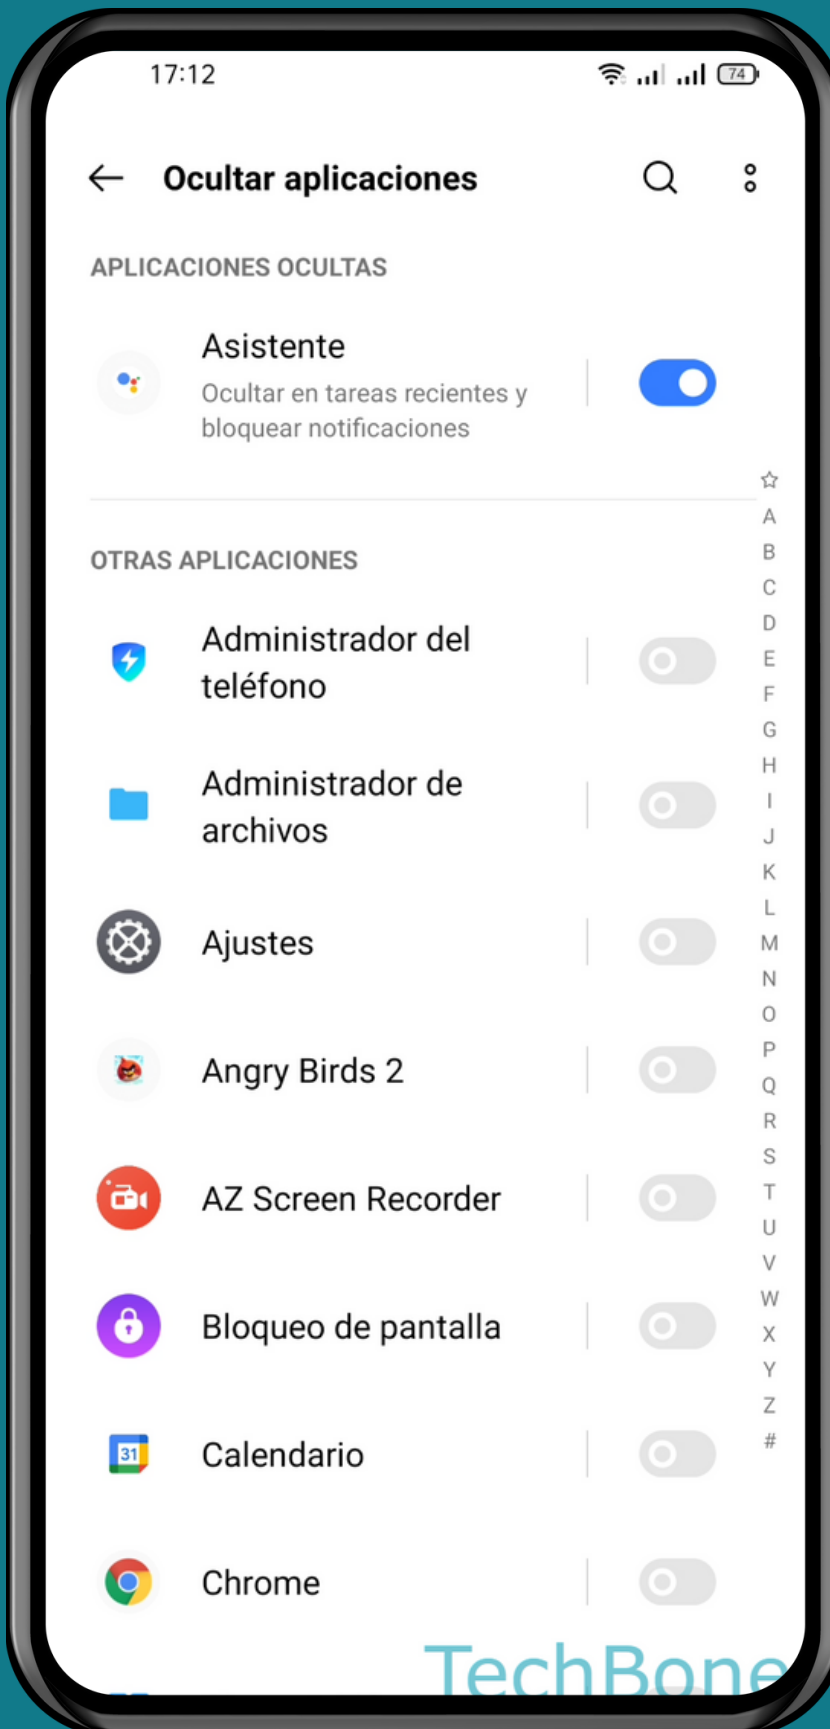 17:12
74
Ocultar aplicaciones
APLICACIONES OCULTAS
Asistente
Ocultar en tareas recientes y
bloquear notificaciones
OTRAS APLICACIONES
Administrador del
teléfono
Administrador de
archivos
Ajustes
Angry Birds 2
AZ Screen Recorder
Bloqueo de pantalla
31
Calendario
Chrome
A
B
C
D
E
F
G
H
I
J
K
L
M
N
O
P
Q
R
S
T
U
V
W
X
Y
Z
#
TechBone